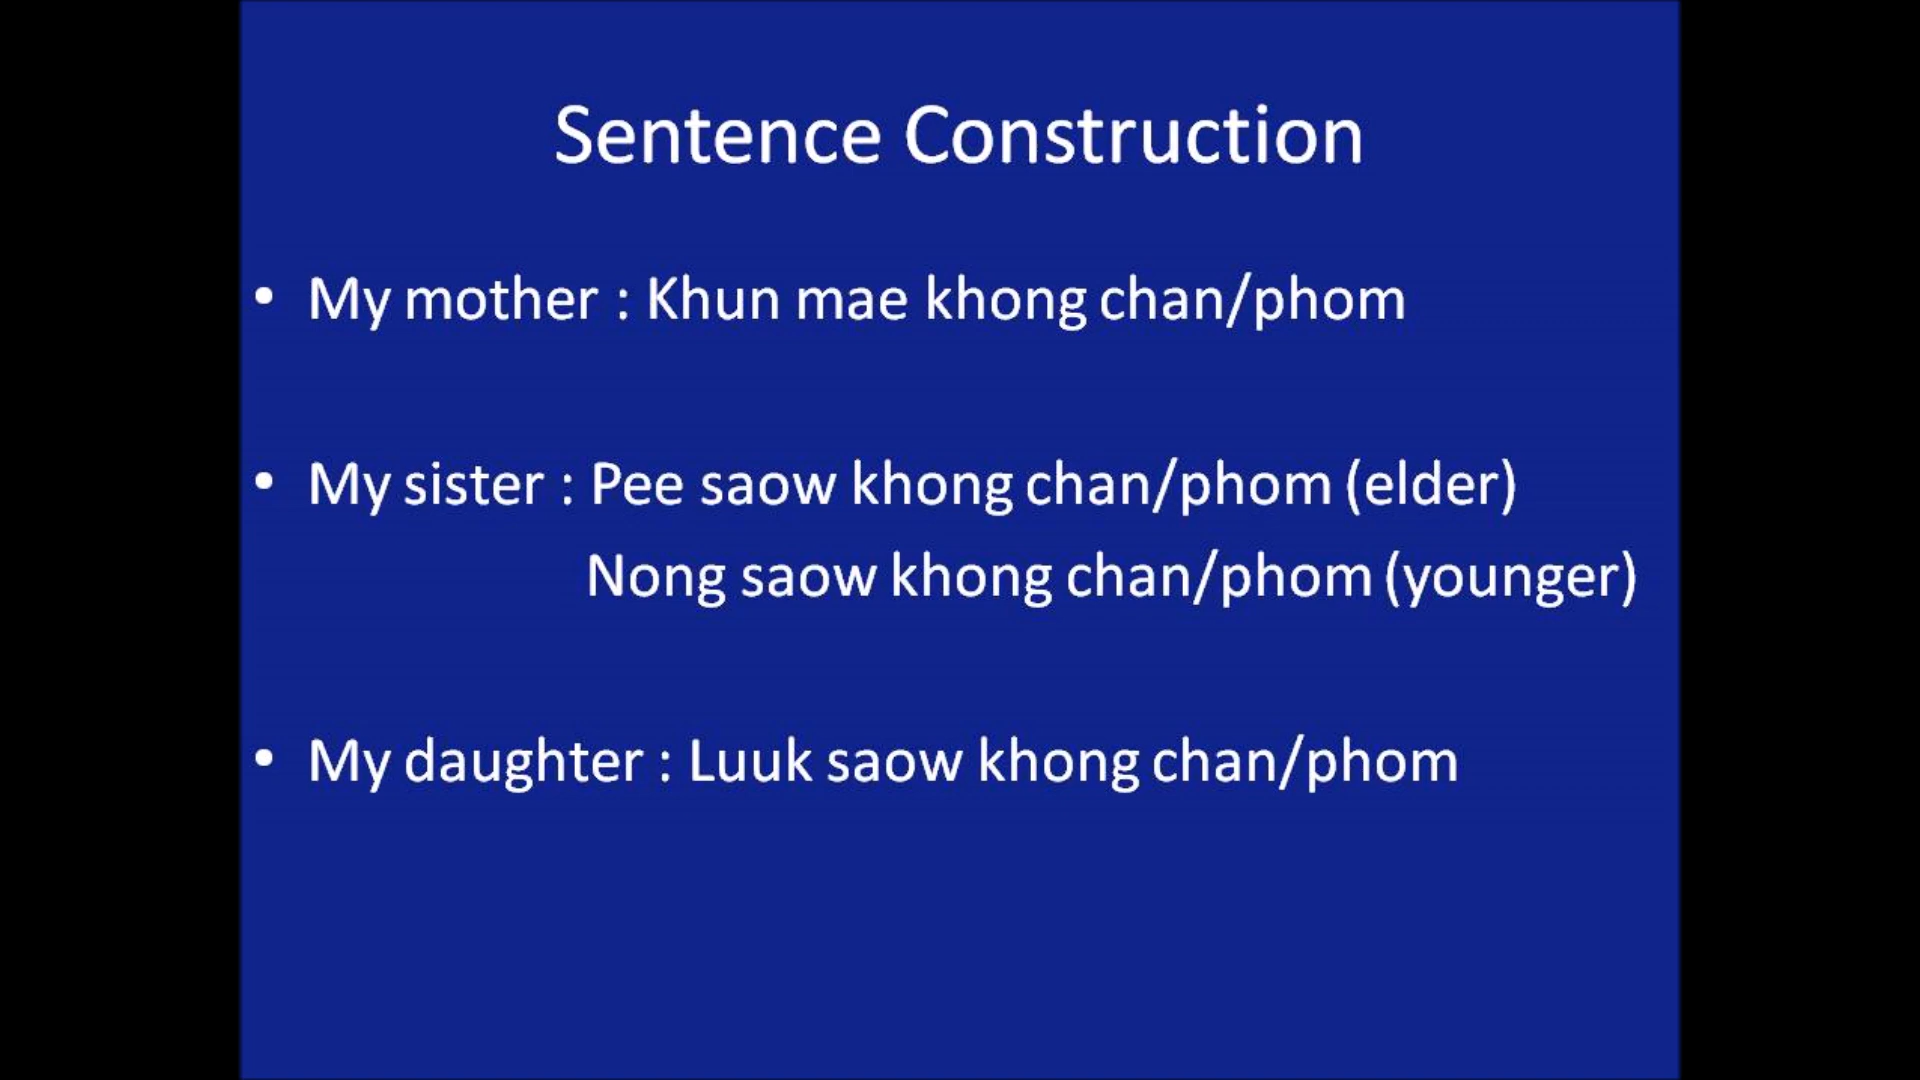 Sentence Construction
• My mother : Khun mae khong chan/phom
• My sister : Pee saow khong chan/phom (elder)
Nong saow khong chan/phom (younger)
• My daughter : Luuk saow khong chan/phom